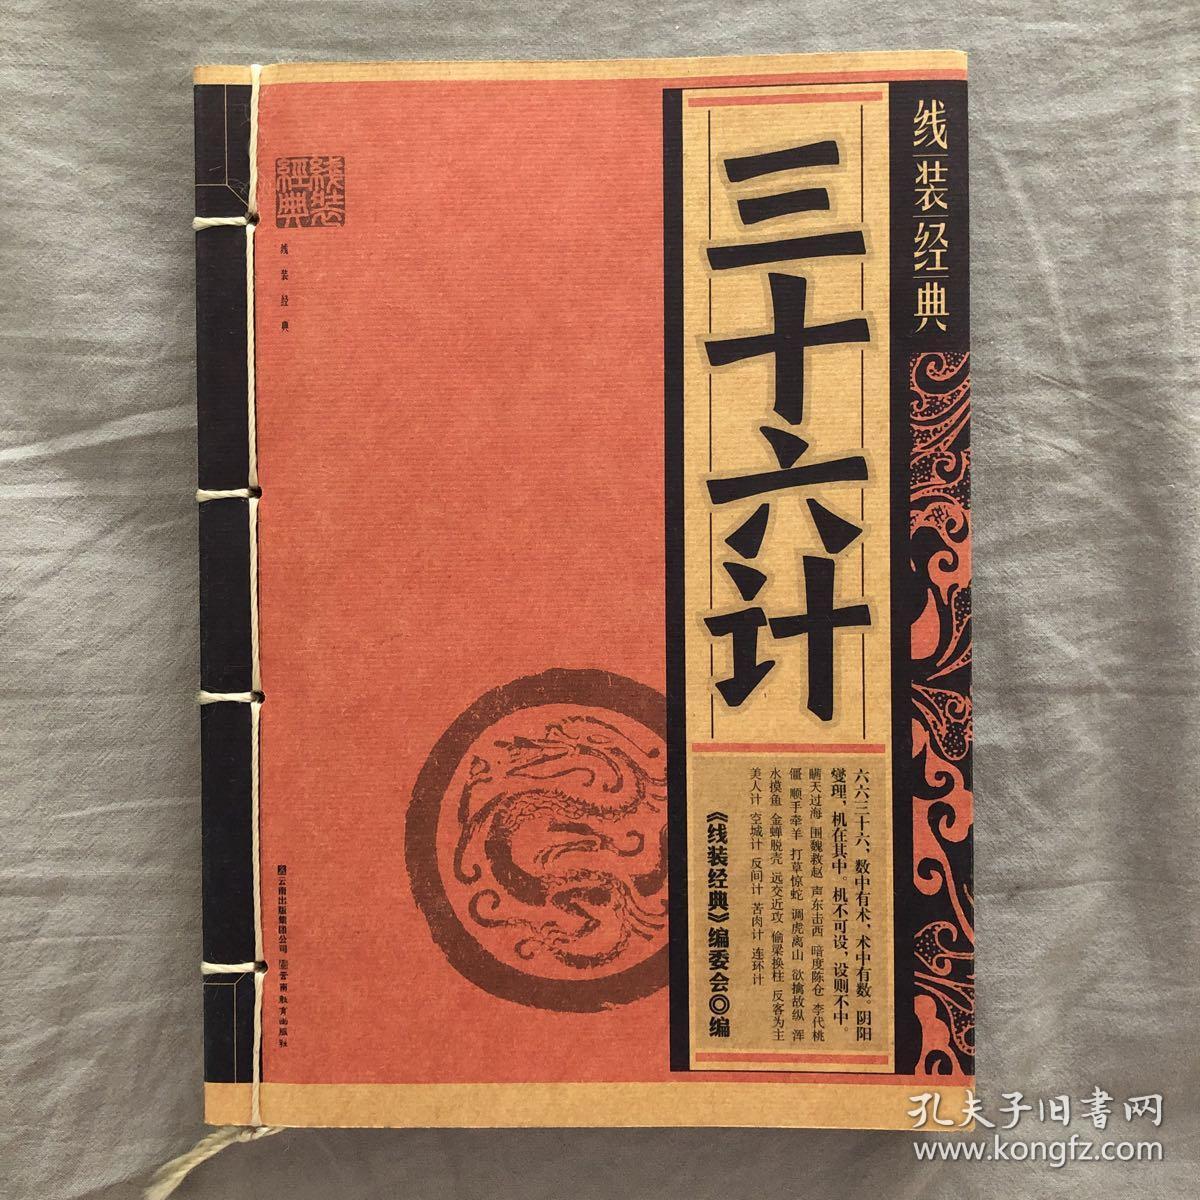 线装经典
三十六计
六六三十六，数中有术，术中有数。阴阳
燮理，机在其中。机不可设，设则不中。
瞒天过海 围魏救赵 声东击西 暗度陈仓 李代桃
僵 顺手牵羊 打草惊蛇 调虎离山 欲擒故纵 浑
水摸鱼 金蝉脱壳 远交近攻 偷梁换柱 反客为主
美人计 空城计 反间计 苦肉计 连环计
《线装经典》编委会◎编
线装
經典
线装经典
云南出版集团公司 云南教育出版社
孔夫子旧书网
www.kongfz.com